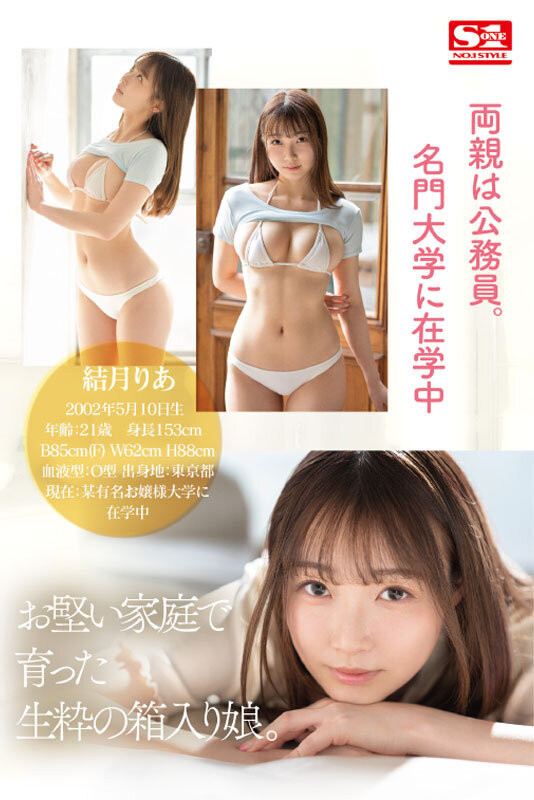 S1
ONE
NO.1 STYLE
両親は公務員。
名門大学に在学中
結月りあ
2002年5月10日生
年齢:21歳 身長153cm
B85cm(F) W62cm H88cm
血液型:O型 出身地:東京都
現在:某有名お嬢様大学に
在学中
お堅い家庭で
育った
生粋の箱入り娘。